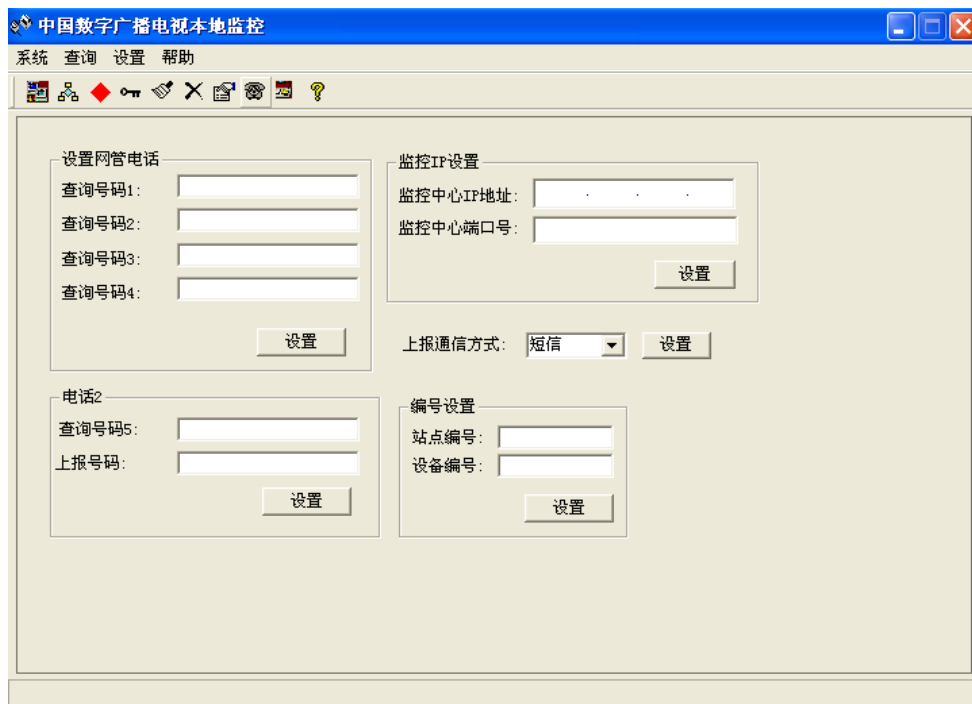 中国数字广播电视本地监控
系统 查询 设置 帮助
设置网管电话
查询号码1:
查询号码2:
查询号码3:
查询号码4:
设置
监控IP设置
监控中心IP地址: . . .
监控中心端口号:
设置
上报通信方式: 短信 设置
电话2
查询号码5:
上报号码:
设置
编号设置
站点编号:
设备编号:
设置